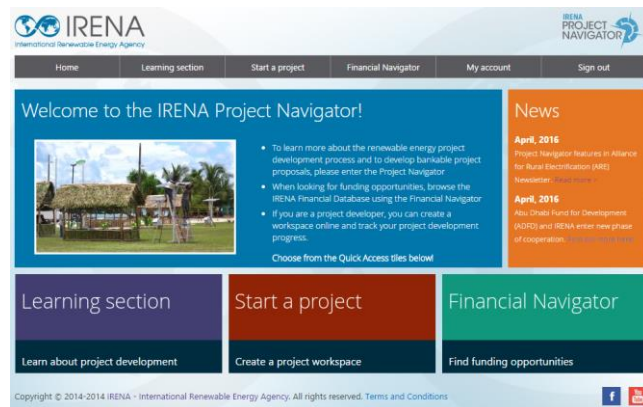 IRENA
International Renewable Energy Agency
IRENA
PROJECT
NAVIGATOR
Home
Learning section
Start a project
Financial Navigator
My account
Sign out
Welcome to the IRENA Project Navigator!
To learn more about the renewable energy project
development process and to develop bankable project
proposals, please enter the Project Navigator
When looking for funding opportunities, browse the
IRENA Financial Database using the Financial Navigator
If you are a project developer, you can create a
workspace online and track your project development
progress.
Choose from the Quick Access tiles below!
News
April, 2016
Project Navigator features in Alliance
for Rural Electrification (ARE)
Newsletter.
April, 2016
Abu Dhabi Fund for Development
(ADFD) and IRENA enter new phase
of cooperation.
Learning section
Learn about project development
Start a project
Create a project workspace
Financial Navigator
Find funding opportunities
Copyright © 2014-2014 IRENA - International Renewable Energy Agency. All rights reserved. Terms and Conditions
f